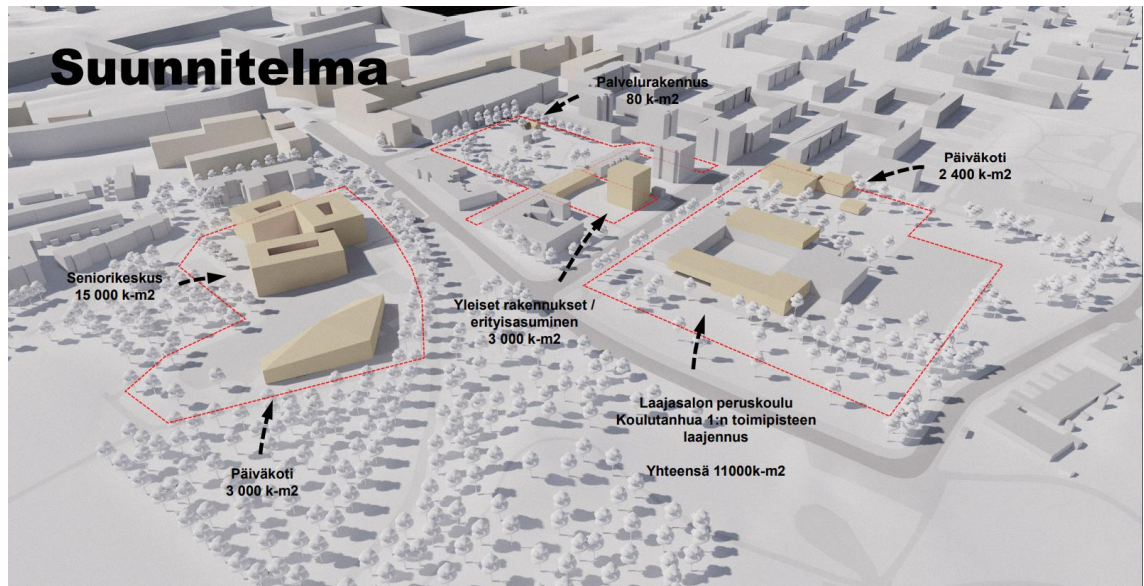 Suunnitelma
Palvelurakennus
80 k-m2
Päiväkoti
2 400 k-m2
Seniorikeskus
15 000 k-m2
Yleiset rakennukset /
erityisasuminen
3 000 k-m2
Laajasalon peruskoulu
Koulutanhua 1:n toimipisteen
laajennus
Yhteensä 11000k-m2
Päiväkoti
3 000 k-m2